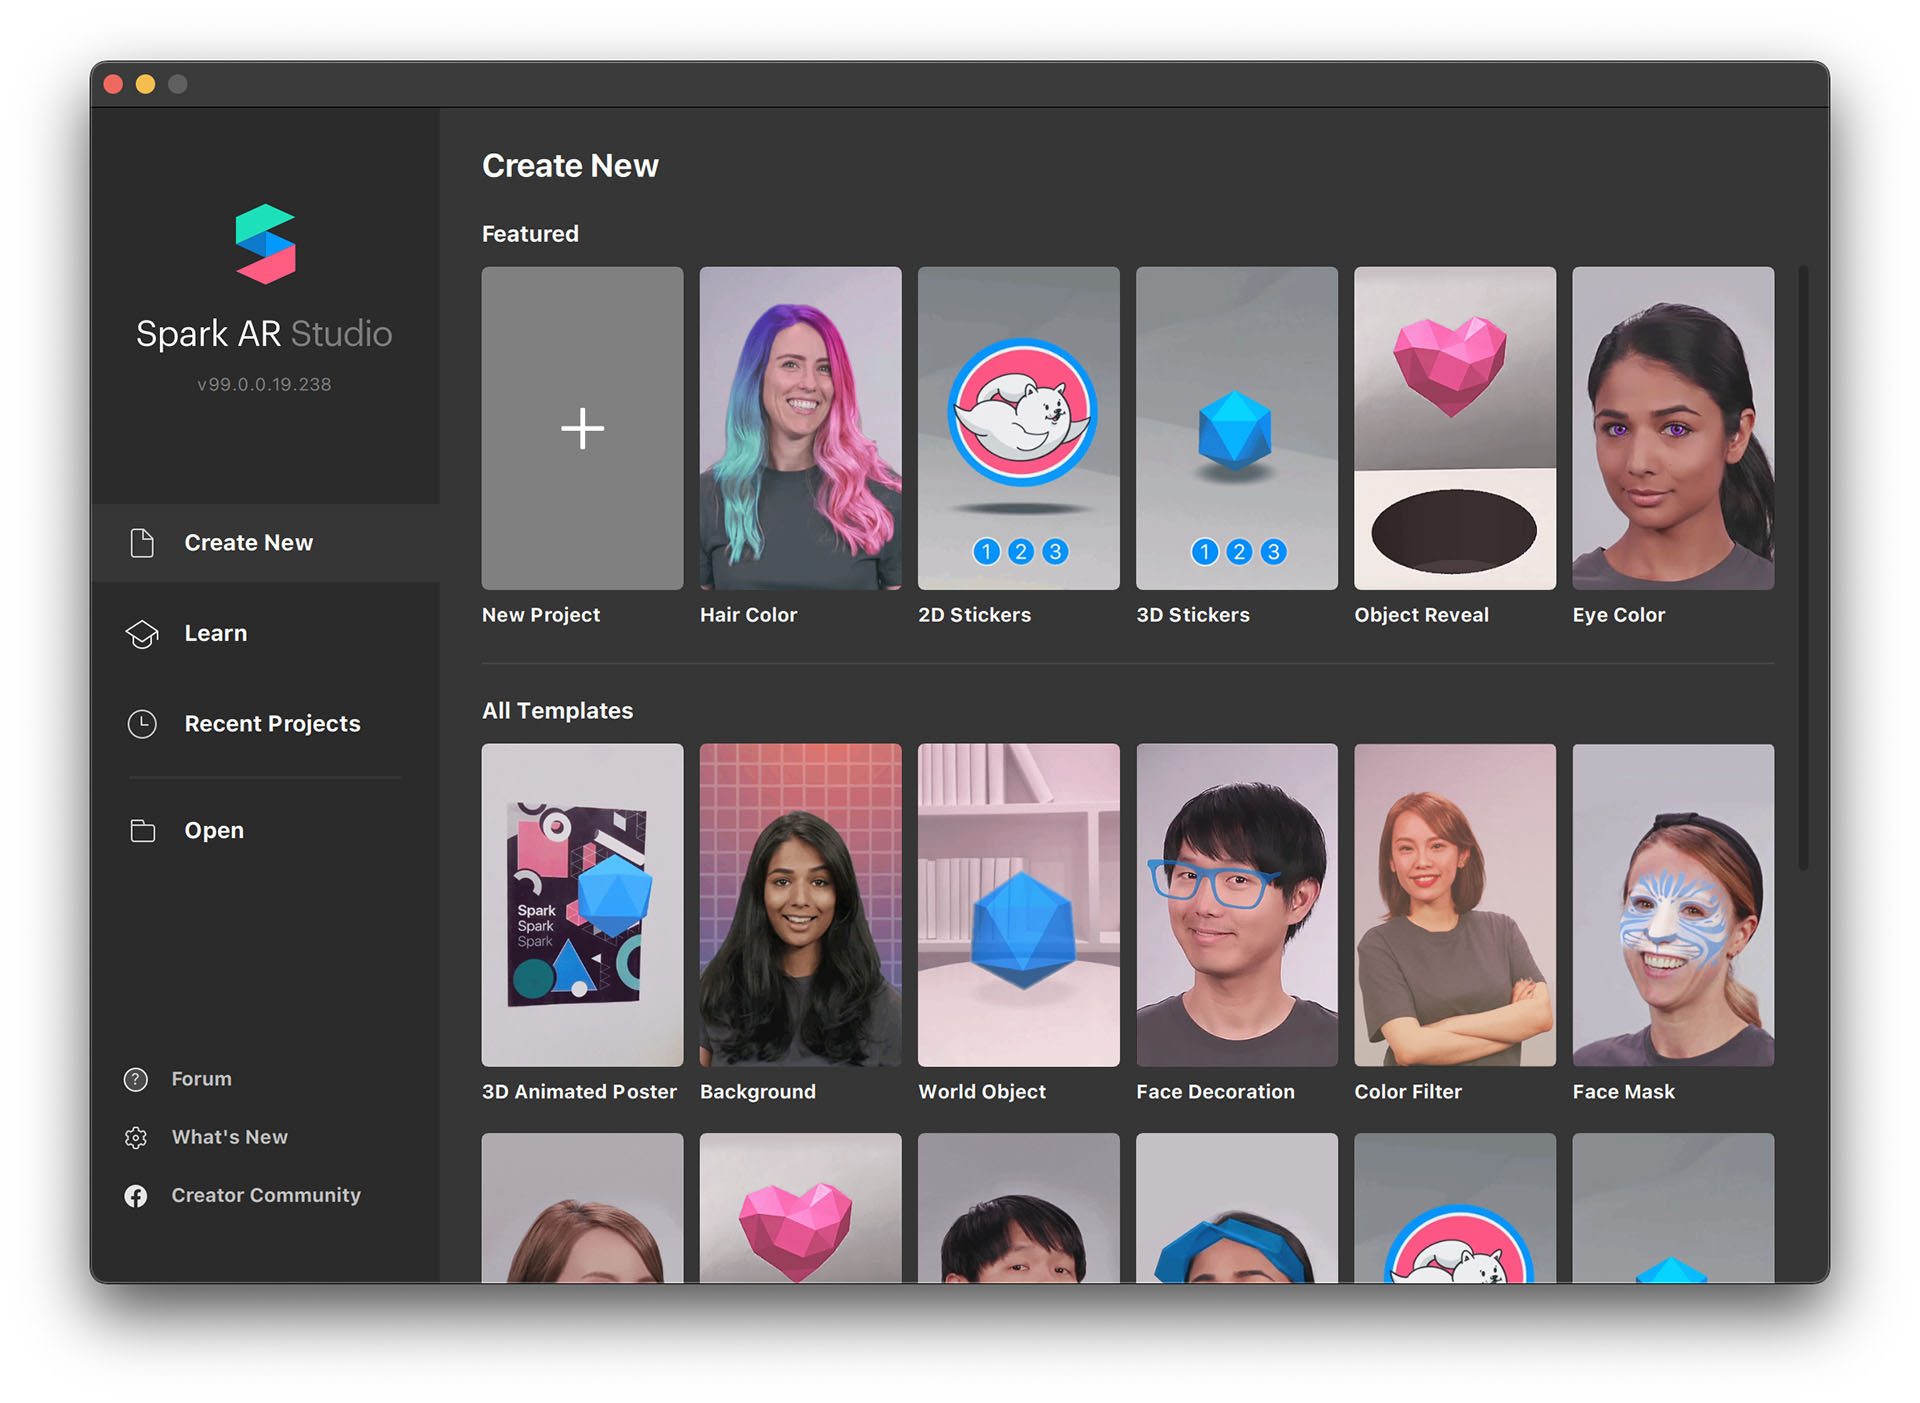 Spark AR Studio
v99.0.0.19.238
Create New
Learn
Recent Projects
Open
Forum
What's New
Creator Community
Create New
Featured
1 2 3
1 2 3
New Project
Hair Color
2D Stickers
3D Stickers
Object Reveal
Eye Color
All Templates
Spark
Spark
Spark
3D Animated Poster
Background
World Object
Face Decoration
Color Filter
Face Mask